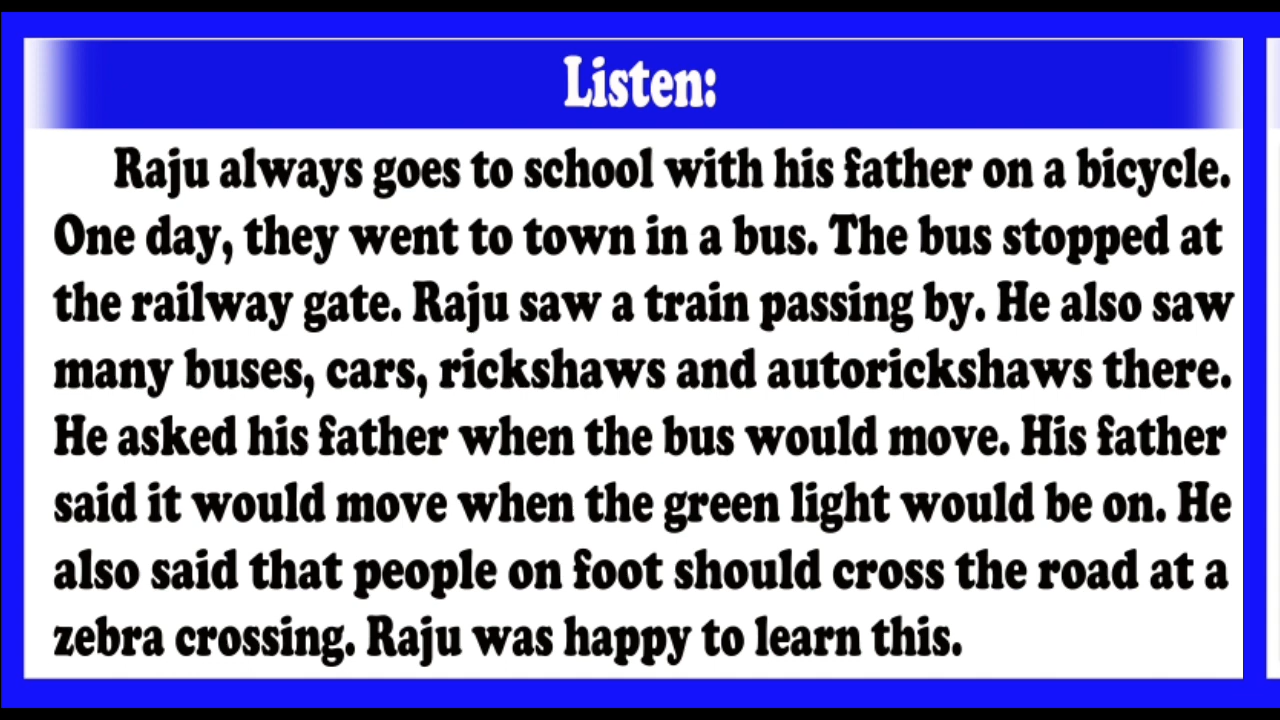 Listen:
Raju always goes to school with his father on a bicycle.
One day, they went to town in a bus. The bus stopped at
the railway gate. Raju saw a train passing by. He also saw
many buses, cars, rickshaws and autorickshaws there.
He asked his father when the bus would move. His father
said it would move when the green light would be on. He
also said that people on foot should cross the road at a
zebra crossing. Raju was happy to learn this.